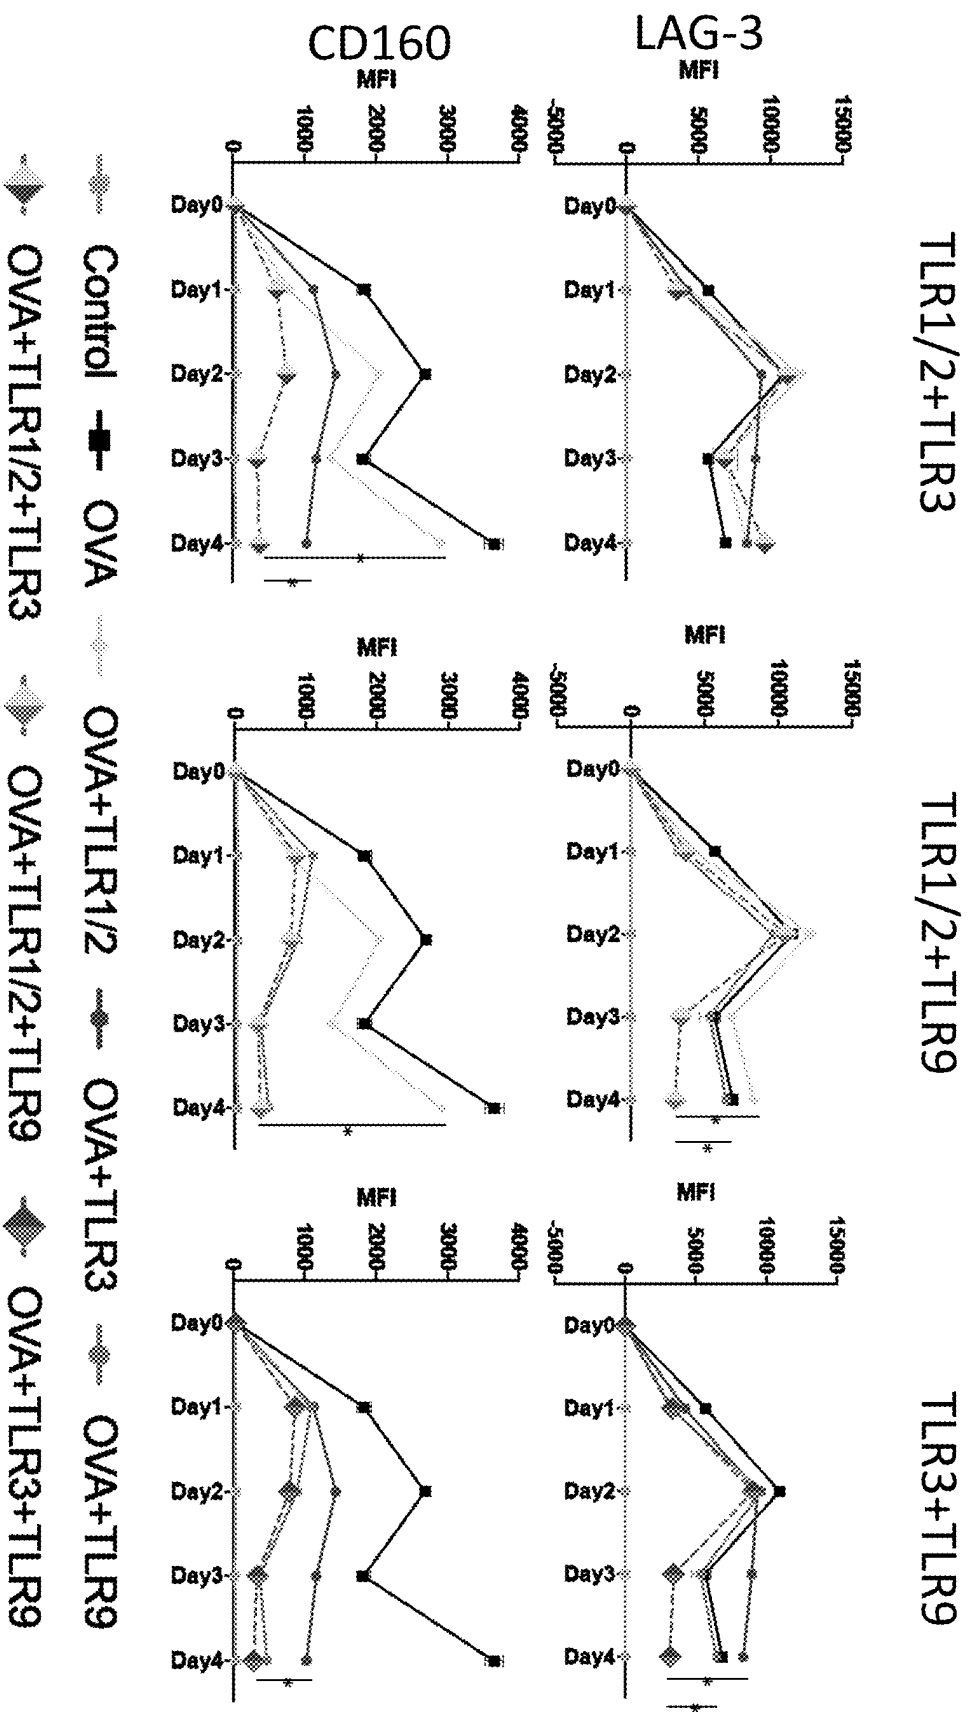 TLR1/2+TLR3
TLR1/2+TLR9
TLR3+TLR9
LAG-3
MFI
15000
10000
5000
0
-5000
Day0 Day1 Day2 Day3 Day4
*
MFI
15000
10000
5000
0
-5000
Day0 Day1 Day2 Day3 Day4
*
*
MFI
15000
10000
5000
0
-5000
Day0 Day1 Day2 Day3 Day4
*
*
CD160
MFI
4000
3000
2000
1000
0
Day0 Day1 Day2 Day3 Day4
*
*
MFI
4000
3000
2000
1000
0
Day0 Day1 Day2 Day3 Day4
*
MFI
4000
3000
2000
1000
0
Day0 Day1 Day2 Day3 Day4
*
Control OVA OVA+TLR1/2 OVA+TLR3 OVA+TLR9
OVA+TLR1/2+TLR3 OVA+TLR1/2+TLR9 OVA+TLR3+TLR9